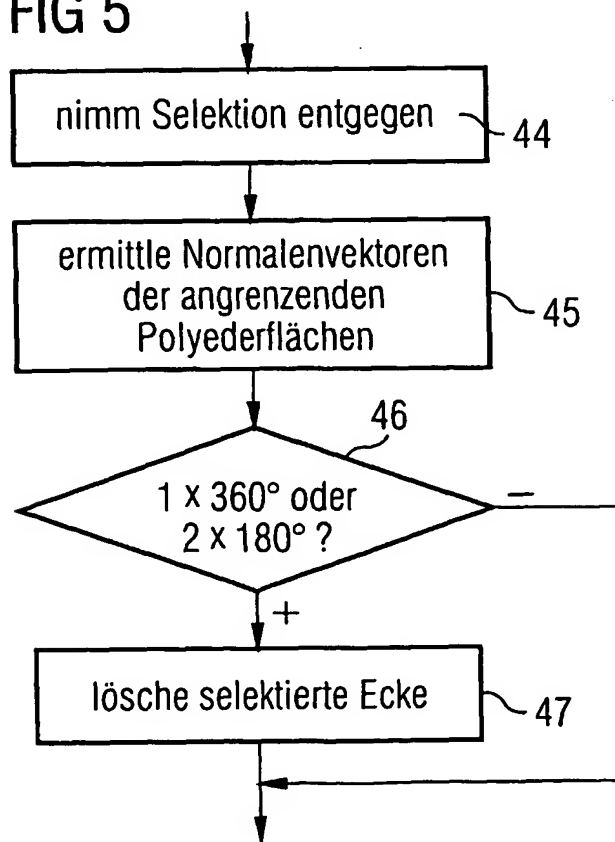 FIG 5
nimm Selektion entgegen
44
ermittle Normalenvektoren
der angrenzenden
Polyederflächen
45
46
1 x 360° oder
2 x 180° ?
–
+
lösche selektierte Ecke
47